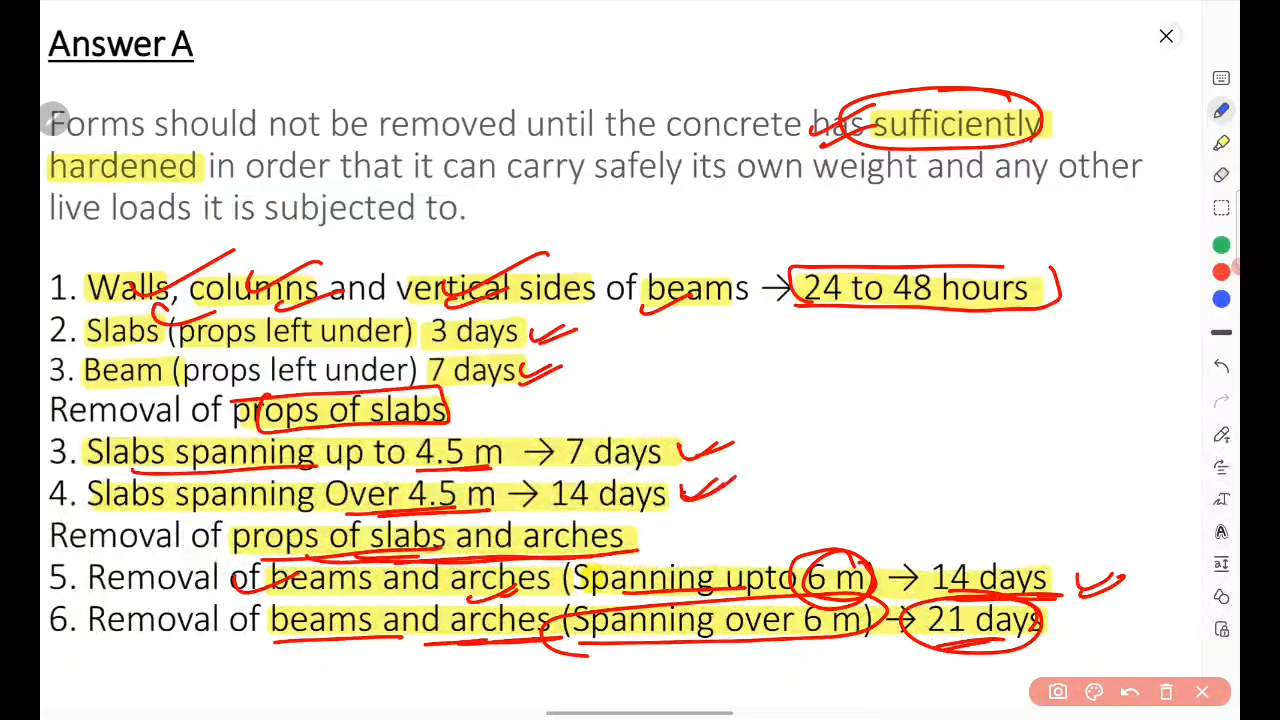 Answer A
Forms should not be removed until the concrete has sufficiently
hardened in order that it can carry safely its own weight and any other
live loads it is subjected to.
1. Walls, columns and vertical sides of beams → 24 to 48 hours
2. Slabs (props left under) 3 days
3. Beam (props left under) 7 days
Removal of props of slabs
3. Slabs spanning up to 4.5 m → 7 days
4. Slabs spanning Over 4.5 m → 14 days
Removal of props of slabs and arches
5. Removal of beams and arches (Spanning upto 6 m) → 14 days
6. Removal of beams and arches (Spanning over 6 m) → 21 days